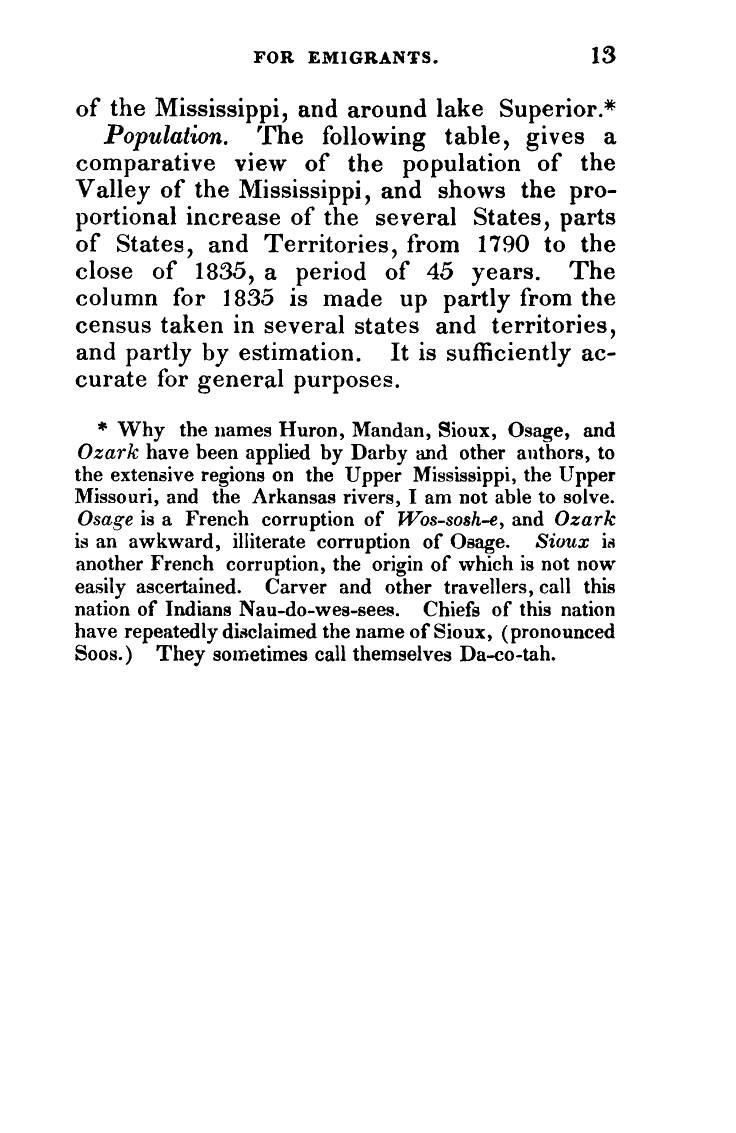 FOR EMIGRANTS. 13
of the Mississippi, and around lake Superior.*
Population. The following table, gives a
comparative view of the population of the
Valley of the Mississippi, and shows the pro-
portional increase of the several States, parts
of States, and Territories, from 1790 to the
close of 1835, a period of 45 years. The
column for 1835 is made up partly from the
census taken in several states and territories,
and partly by estimation. It is sufficiently ac-
curate for general purposes.
* Why the names Huron, Mandan, Sioux, Osage, and
Ozark have been applied by Darby and other authors, to
the extensive regions on the Upper Mississippi, the Upper
Missouri, and the Arkansas rivers, I am not able to solve.
Osage is a French corruption of Wos-sosh-e, and Ozark
is an awkward, illiterate corruption of Osage. Sioux is
another French corruption, the origin of which is not now
easily ascertained. Carver and other travellers, call this
nation of Indians Nau-do-wes-sees. Chiefs of this nation
have repeatedly disclaimed the name of Sioux, (pronounced
Soos.) They sometimes call themselves Da-co-tah.